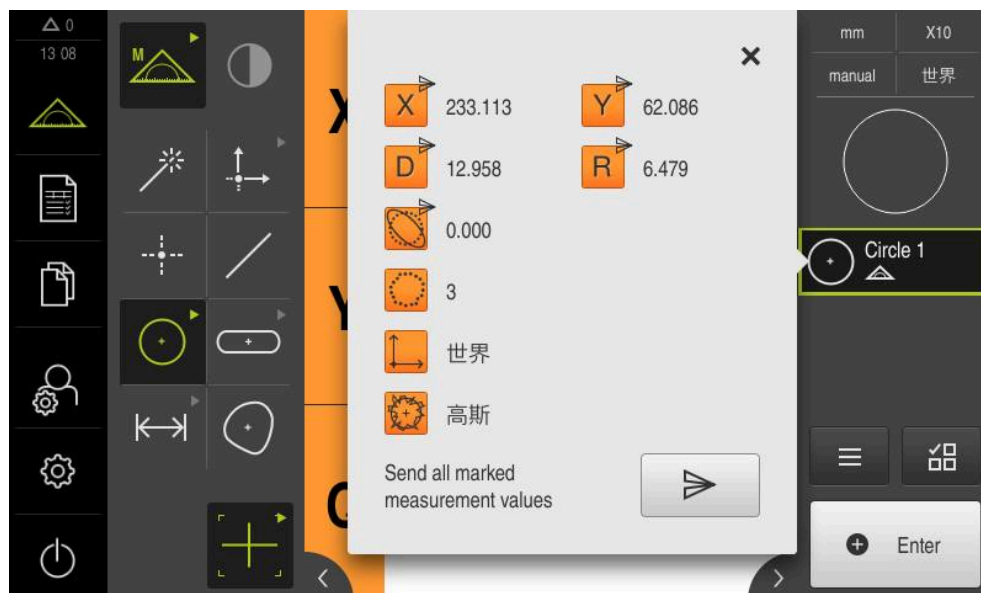 0
13 08
M
X
Y
X 233.113
Y 62.086
D 12.958
R 6.479
0.000
3
世界
高斯
Send all marked
measurement values
mm
X10
manual
世界
Circle 1
Enter